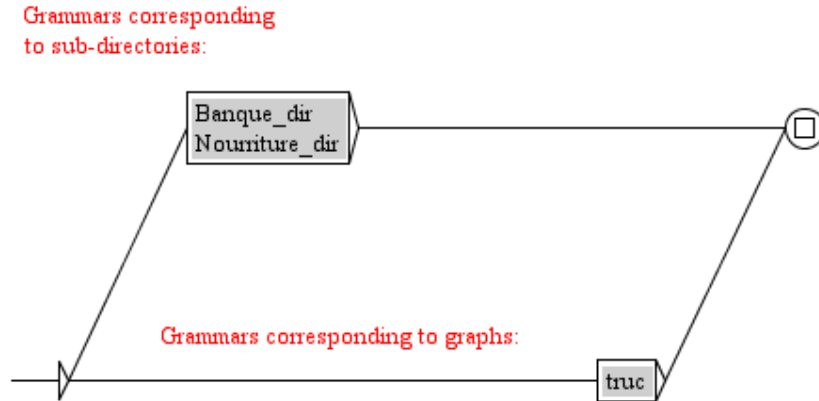 Grammars corresponding
to sub-directories:
Banque_dir
Nourriture_dir
Grammars corresponding to graphs:
truc